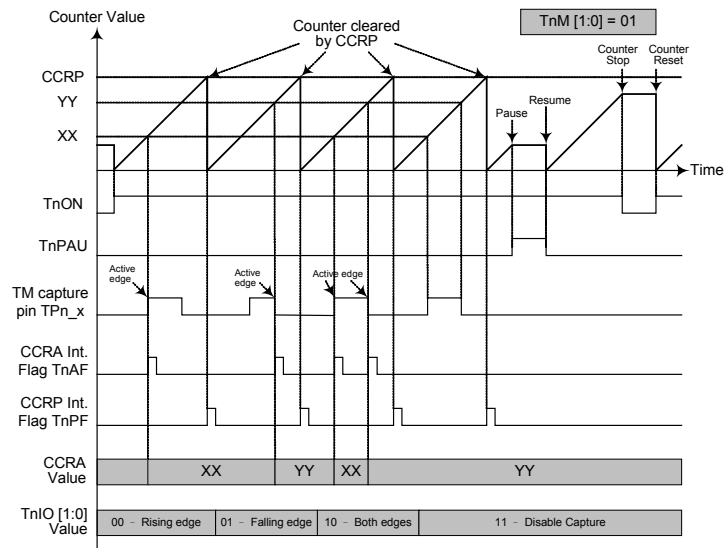 Counter Value
TnM [1:0] = 01
Counter cleared
by CCRP
Counter
Stop
Counter
Reset
CCRP
YY
Pause
Resume
XX
Time
TnON
TnPAU
Active
edge
Active
edge
Active edge
TM capture
pin TPn_x
CCRA Int.
Flag TnAF
CCRP Int.
Flag TnPF
CCRA
Value
XX
YY
XX
YY
TnIO [1:0]
Value
00 - Rising edge
01 - Falling edge
10 - Both edges
11 - Disable Capture